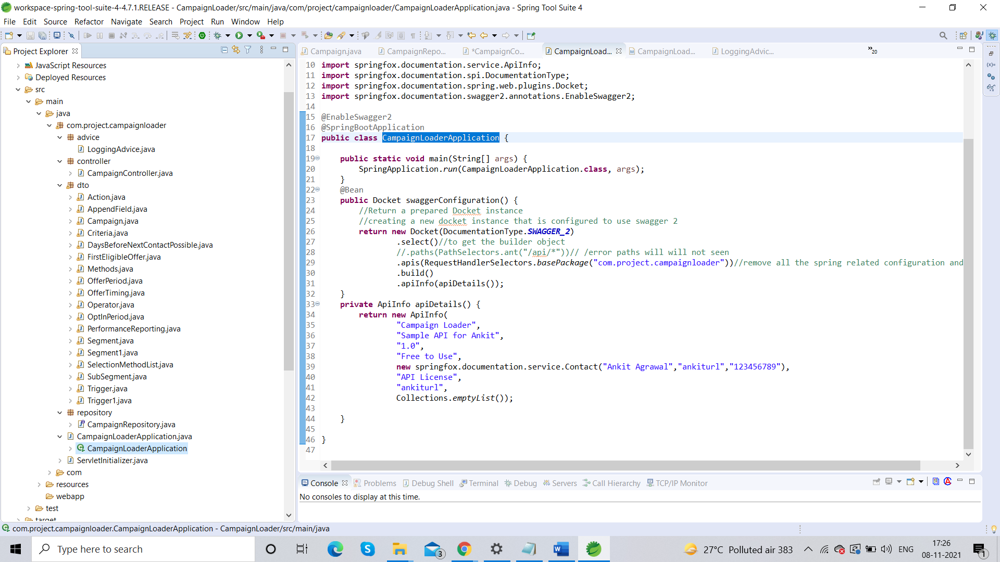 workspace-spring-tool-suite-4-4.7.1.RELEASE - CampaignLoader/src/main/java/com/project/campaignloader/CampaignLoaderApplication.java - Spring Tool Suite 4
File Edit Source Refactor Navigate Search Project Run Window Help
Project Explorer
JavaScript Resources
Deployed Resources
src
main
java
com.project.campaignloader
advice
LoggingAdvice.java
controller
CampaignController.java
dto
Action.java
AppendField.java
Campaign.java
Criteria.java
DaysBeforeNextContactPossible.java
FirstEligibleOffer.java
Methods.java
OfferPeriod.java
OfferTiming.java
Operator.java
OptInPeriod.java
PerformanceReporting.java
Segment.java
Segment1.java
SelectionMethodList.java
SubSegment.java
Trigger.java
Trigger1.java
repository
CampaignRepository.java
CampaignLoaderApplication.java
CampaignLoaderApplication
ServletInitializer.java
com
resources
webapp
test
target
Campaign.java CampaignRepo... *CampaignCo... CampaignLoad... CampaignLoad... LoggingAdvic... »20
10 import springfox.documentation.service.ApiInfo;
11 import springfox.documentation.spi.DocumentationType;
12 import springfox.documentation.spring.web.plugins.Docket;
13 import springfox.documentation.swagger2.annotations.EnableSwagger2;
14
15 @EnableSwagger2
16 @SpringBootApplication
17 public class CampaignLoaderApplication {
18
19 public static void main(String[] args) {
20 SpringApplication.run(CampaignLoaderApplication.class, args);
21 }
22 @Bean
23 public Docket swaggerConfiguration() {
24 //Return a prepared Docket instance
25 //creating a new docket instance that is configured to use swagger 2
26 return new Docket(DocumentationType.SWAGGER_2)
27 .select()//to get the builder object
28 //.paths(PathSelectors.ant("/api/*"))// /error paths will will not seen
29 .apis(RequestHandlerSelectors.basePackage("com.project.campaignloader"))//remove all the spring related configuration and
30 .build()
31 .apiInfo(apiDetails());
32 }
33 private ApiInfo apiDetails() {
34 return new ApiInfo(
35 "Campaign Loader",
36 "Sample API for Ankit",
37 "1.0",
38 "Free to Use",
39 new springfox.documentation.service.Contact("Ankit Agrawal","ankiturl","123456789"),
40 "API License",
41 "ankiturl",
42 Collections.emptyList());
43
44 }
45
46 }
47
Console Problems Debug Shell Terminal Debug Servers Call Hierarchy TCP/IP Monitor
No consoles to display at this time.
com.project.campaignloader.CampaignLoaderApplication - CampaignLoader/src/main/java
Type here to search
3
27°C Polluted air 383
ENG
17:26
08-11-2021
1